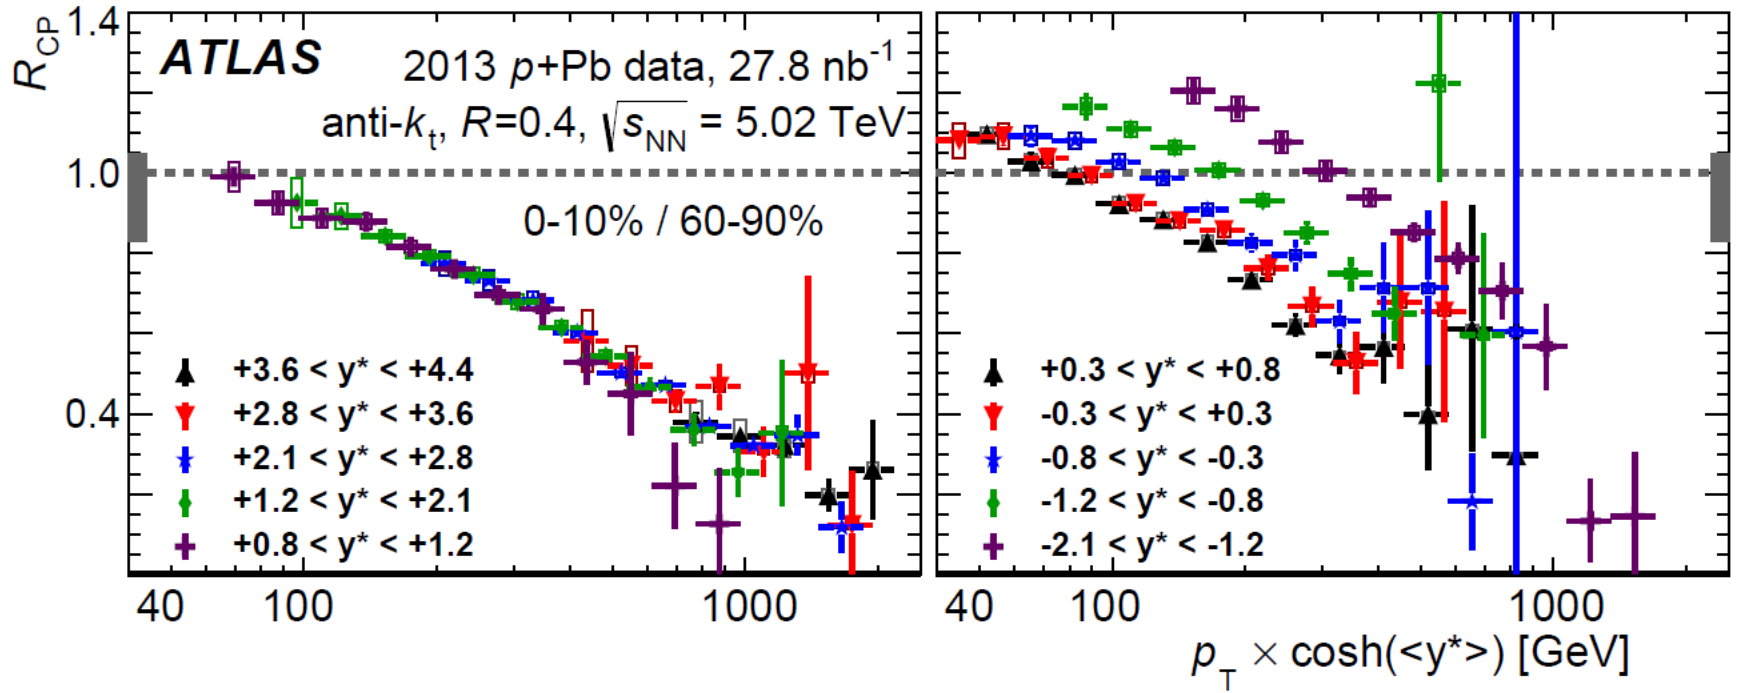 R_CP
1.4
1.0
0.4
ATLAS
2013 p+Pb data, 27.8 nb⁻¹
anti-k_t, R=0.4, √s_NN = 5.02 TeV
0-10% / 60-90%
+3.6 < y* < +4.4
+2.8 < y* < +3.6
+2.1 < y* < +2.8
+1.2 < y* < +2.1
+0.8 < y* < +1.2
40 100 1000
+0.3 < y* < +0.8
-0.3 < y* < +0.3
-0.8 < y* < -0.3
-1.2 < y* < -0.8
-2.1 < y* < -1.2
40 100 1000
p_T × cosh(<y*>) [GeV]